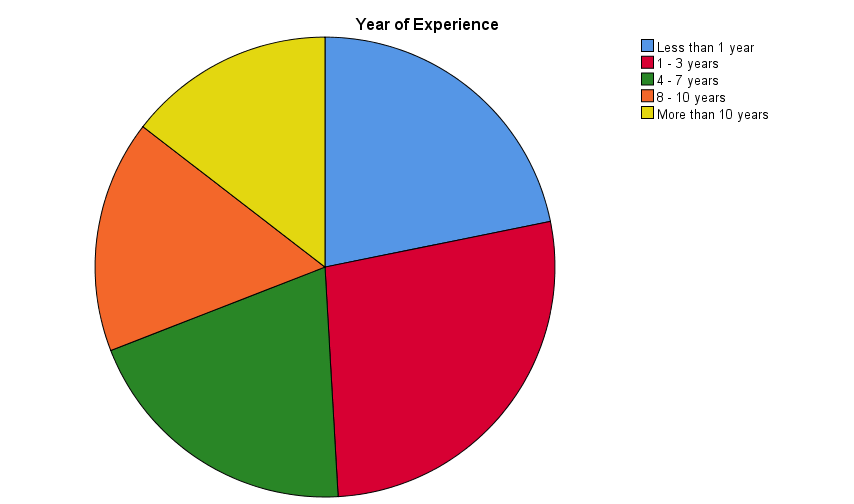 Year of Experience
Less than 1 year
1 - 3 years
4 - 7 years
8 - 10 years
More than 10 years